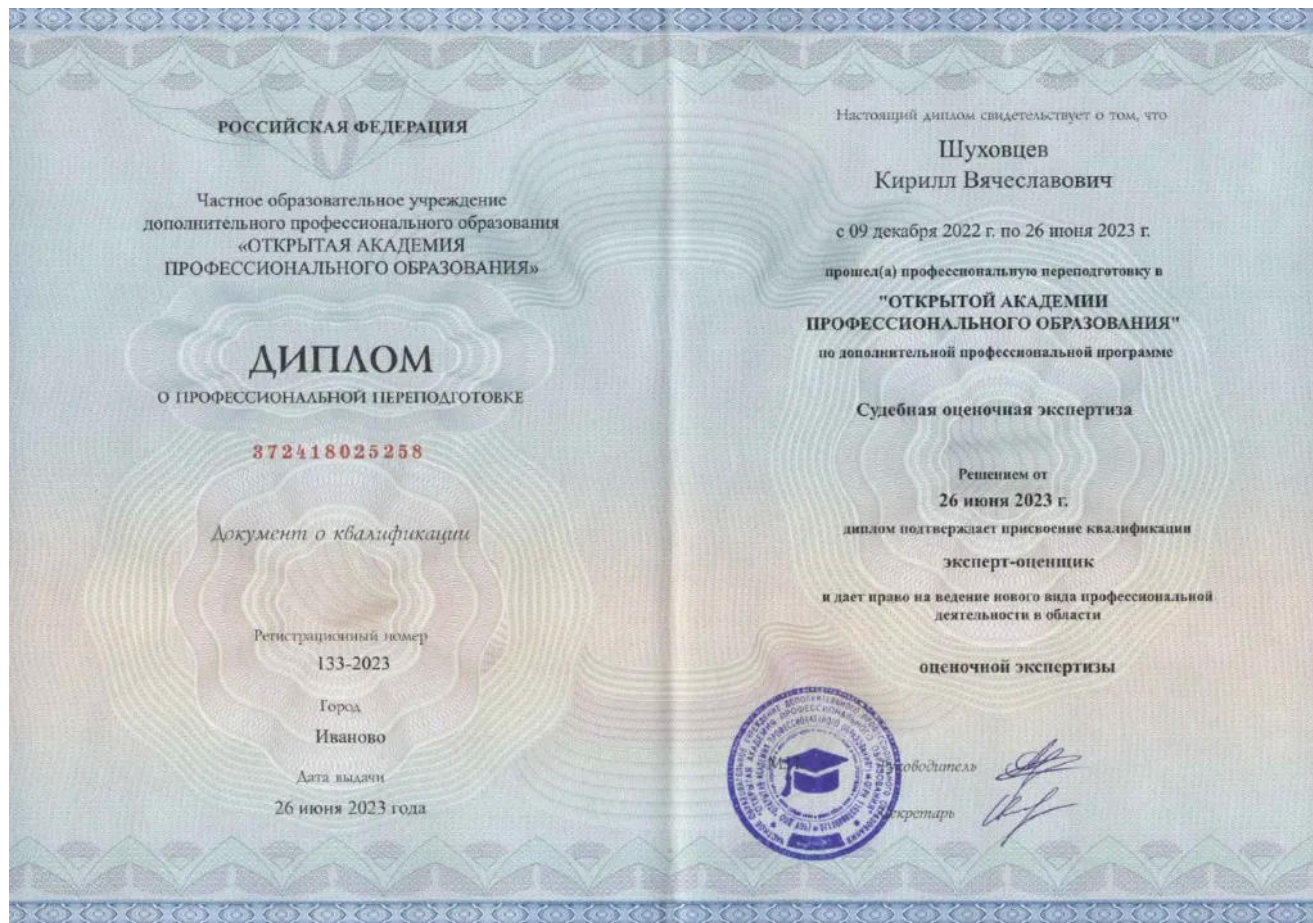 РОССИЙСКАЯ ФЕДЕРАЦИЯ
Частное образовательное учреждение
дополнительного профессионального образования
«ОТКРЫТАЯ АКАДЕМИЯ
ПРОФЕССИОНАЛЬНОГО ОБРАЗОВАНИЯ»
ДИПЛОМ
О ПРОФЕССИОНАЛЬНОЙ ПЕРЕПОДГОТОВКЕ
372418025258
Документ о квалификации
Регистрационный номер
133-2023
Город
Иваново
Дата выдачи
26 июня 2023 года
Настоящий диплом свидетельствует о том, что
Шуховцев
Кирилл Вячеславович
с 09 декабря 2022 г. по 26 июня 2023 г.
прошел(а) профессиональную переподготовку в
"ОТКРЫТОЙ АКАДЕМИИ
ПРОФЕССИОНАЛЬНОГО ОБРАЗОВАНИЯ"
по дополнительной профессиональной программе
Судебная оценочная экспертиза
Решением от
26 июня 2023 г.
диплом подтверждает присвоение квалификации
эксперт-оценщик
и дает право на ведение нового вида профессиональной
деятельности в области
оценочной экспертизы
Руководитель
Секретарь